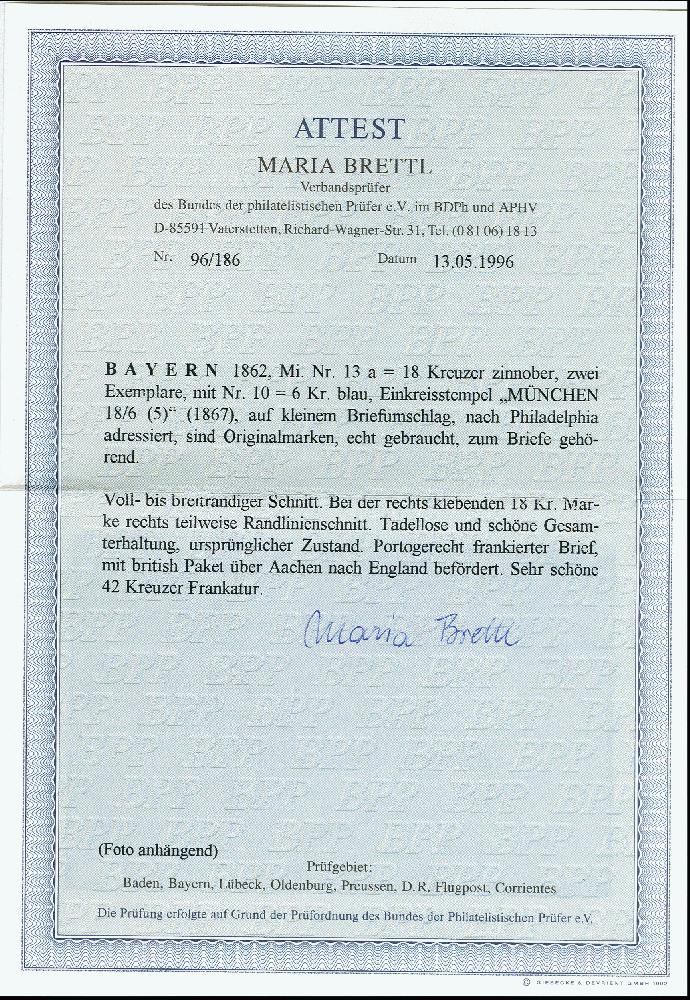 ATTEST
MARIA BRETTL
Verbandsprüfer
des Bundes der philatelistischen Prüfer e.V. im BDPh und APHV
D-85591 Vaterstetten, Richard-Wagner-Str. 31, Tel. (0 81 06) 18 13
Nr. 96/186 Datum 13.05.1996
BAYERN 1862, Mi. Nr. 13 a = 18 Kreuzer zinnober, zwei
Exemplare, mit Nr. 10 = 6 Kr. blau, Einkreisstempel „MÜNCHEN
18/6 (5)“ (1867), auf kleinem Briefumschlag, nach Philadelphia
adressiert, sind Originalmarken, echt gebraucht, zum Briefe gehö-
rend.
Voll- bis breitrandiger Schnitt. Bei der rechts klebenden 18 Kr. Mar-
ke rechts teilweise Randlinienschnitt. Tadellose und schöne Gesam-
terhaltung, ursprünglicher Zustand. Portogerecht frankierter Brief,
mit british Paket über Aachen nach England befördert. Sehr schöne
42 Kreuzer Frankatur.
Maria Brettl
(Foto anhängend)
Prüfgebiet:
Baden, Bayern, Lübeck, Oldenburg, Preussen, D.R. Flugpost, Corrientes
Die Prüfung erfolgte auf Grund der Prüfordnung des Bundes der Philatelistischen Prüfer e.V.
© GIESECKE & DEVRIENT GMBH 1992